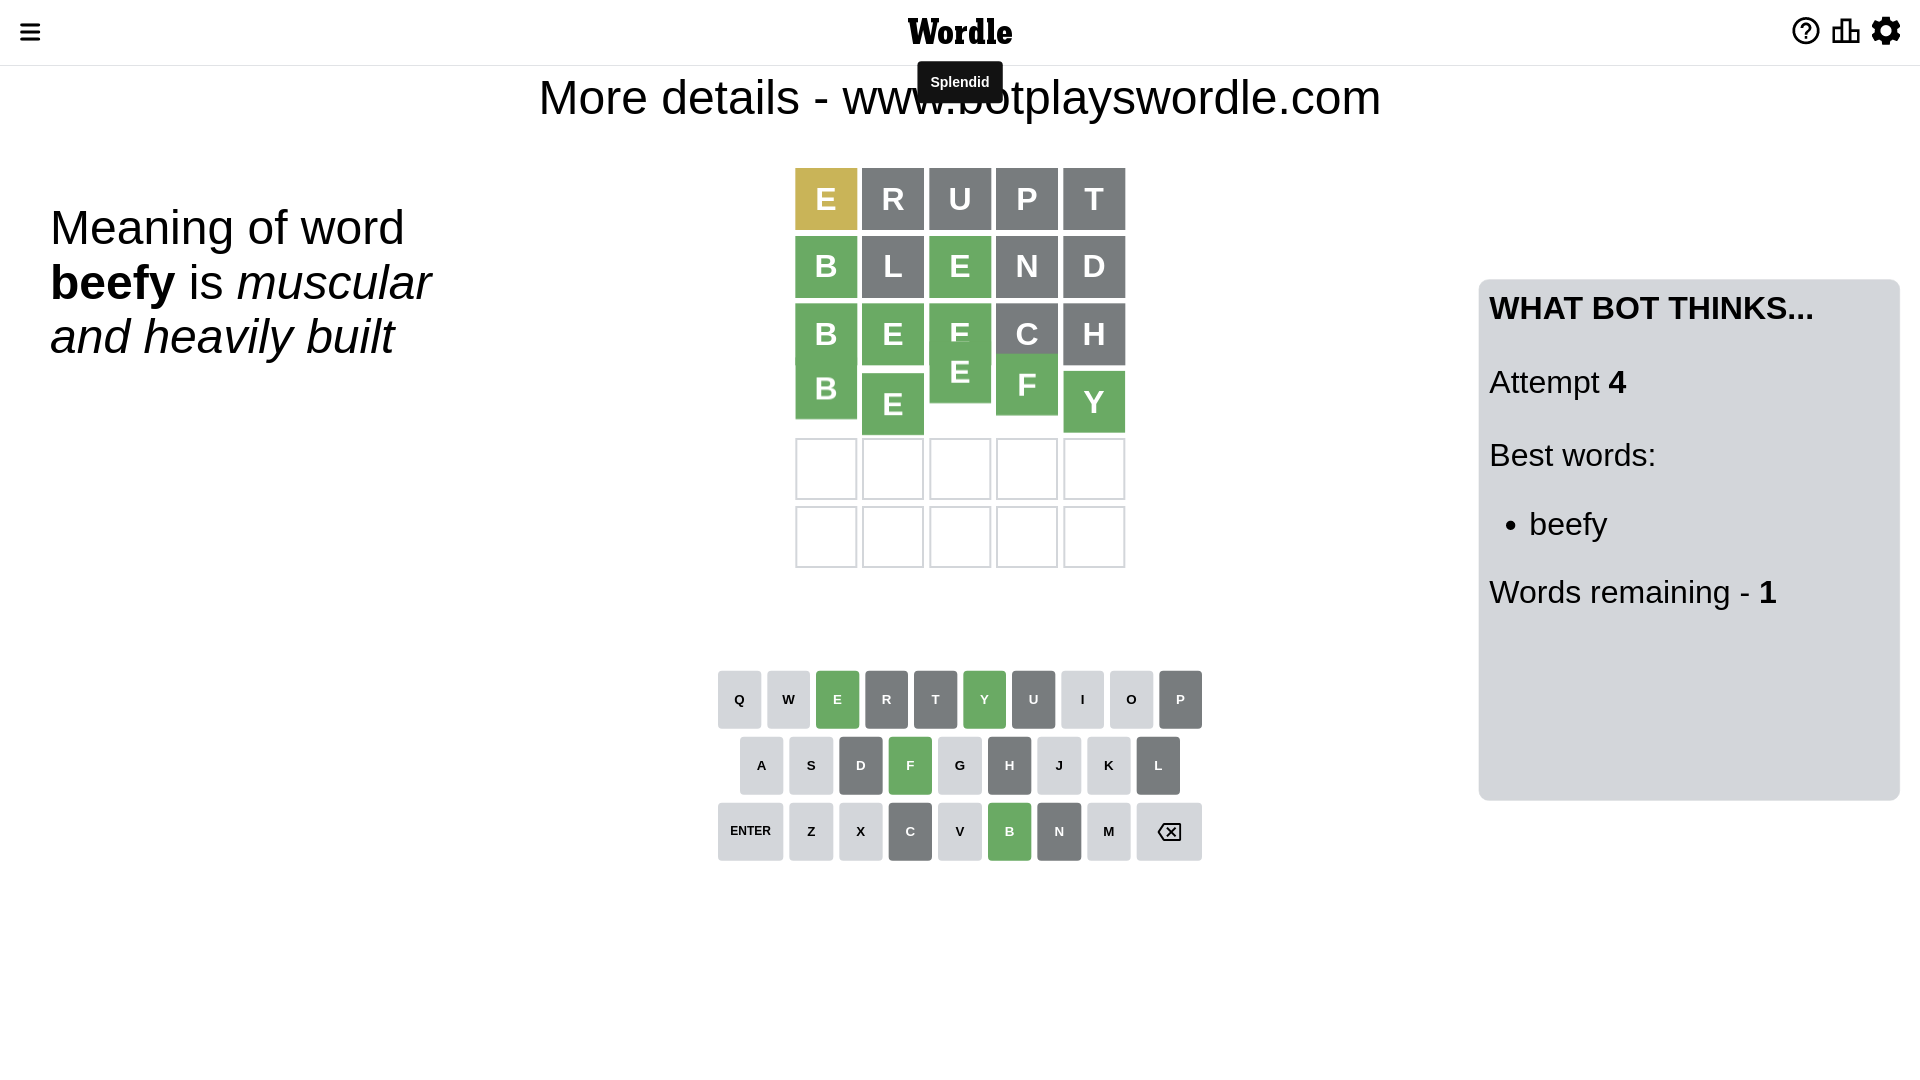 Wordle
Splendid
More details - www.botplayswordle.com
Meaning of word
beefy is muscular
and heavily built
E R U P T
B L E N D
B E E C H
B E E F Y
WHAT BOT THINKS...
Attempt 4
Best words:
beefy
Words remaining - 1
Q W E R T Y U I O P
A S D F G H J K L
ENTER Z X C V B N M